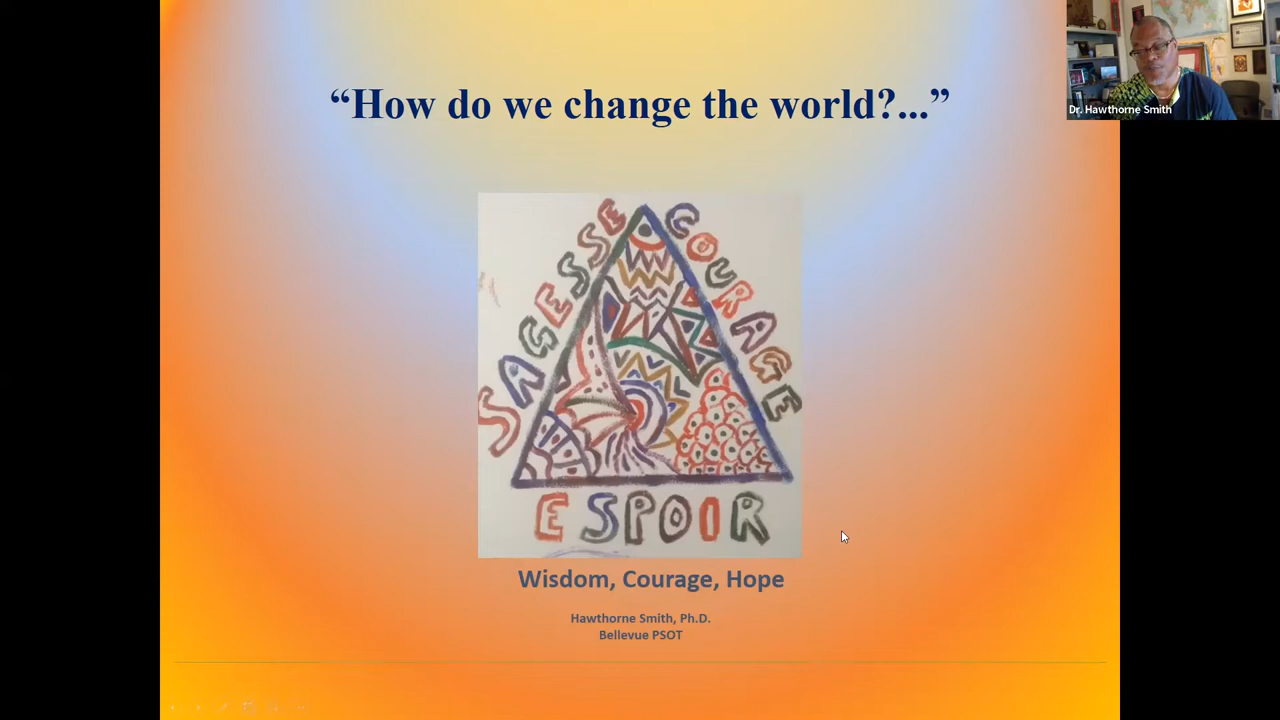 “How do we change the world?...”
Dr. Hawthorne Smith
SAGESSE
COURAGE
ESPOIR
Wisdom, Courage, Hope
Hawthorne Smith, Ph.D.
Bellevue PSOT